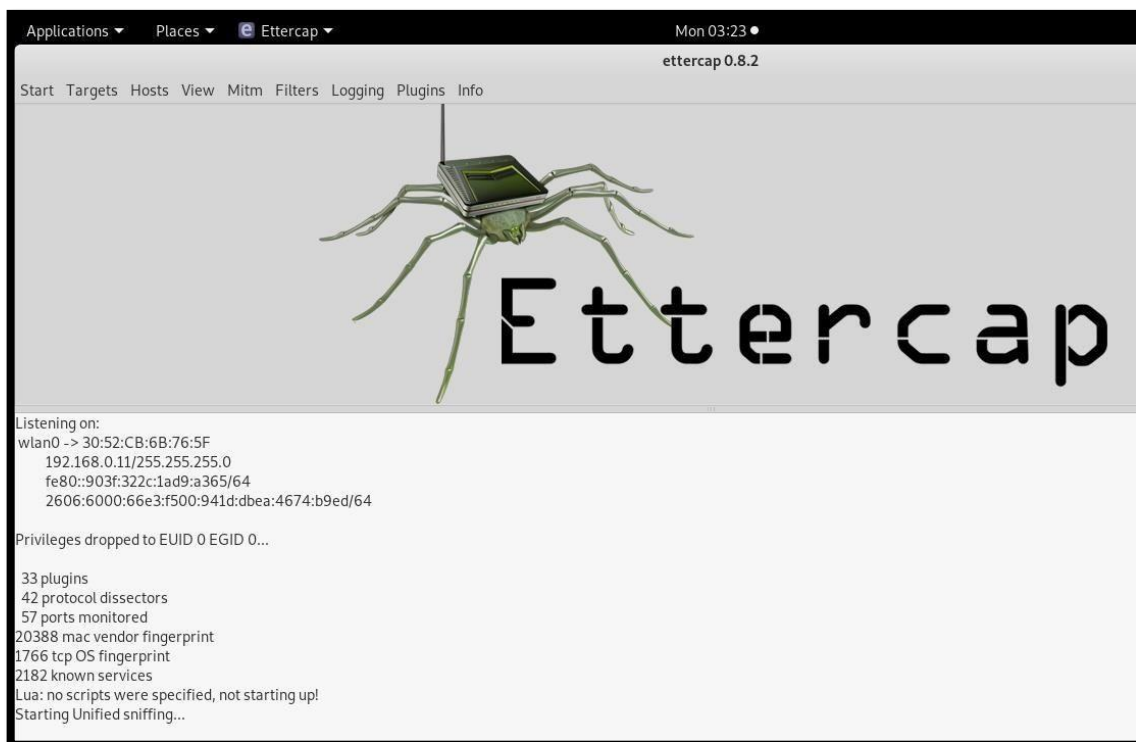 Applications Places Ettercap Mon 03:23
ettercap 0.8.2
Start Targets Hosts View Mitm Filters Logging Plugins Info
Ettercap
Listening on:
wlan0 -> 30:52:CB:6B:76:5F
192.168.0.11/255.255.255.0
fe80::903f:322c:1ad9:a365/64
2606:6000:66e3:f500:941d:dbea:4674:b9ed/64
Privileges dropped to EUID 0 EGID 0...
33 plugins
42 protocol dissectors
57 ports monitored
20388 mac vendor fingerprint
1766 tcp OS fingerprint
2182 known services
Lua: no scripts were specified, not starting up!
Starting Unified sniffing...